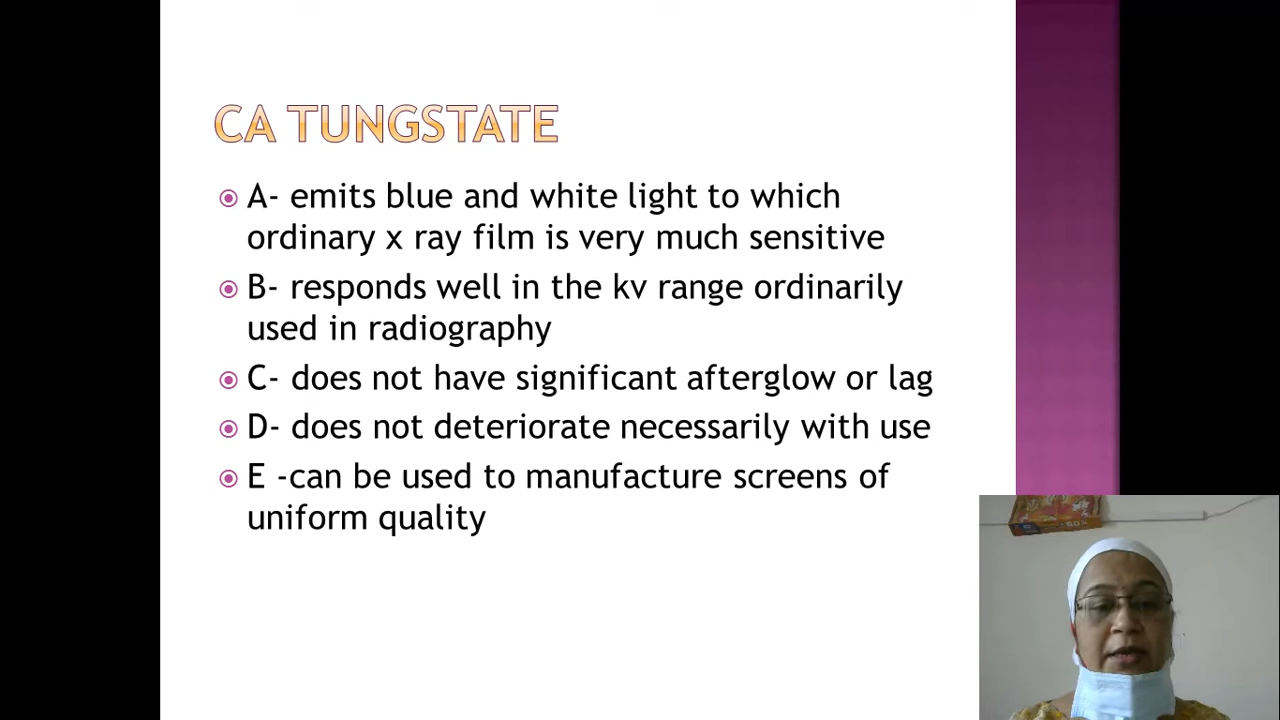 CA TUNGSTATE
A- emits blue and white light to which
ordinary x ray film is very much sensitive
B- responds well in the kv range ordinarily
used in radiography
C- does not have significant afterglow or lag
D- does not deteriorate necessarily with use
E -can be used to manufacture screens of
uniform quality